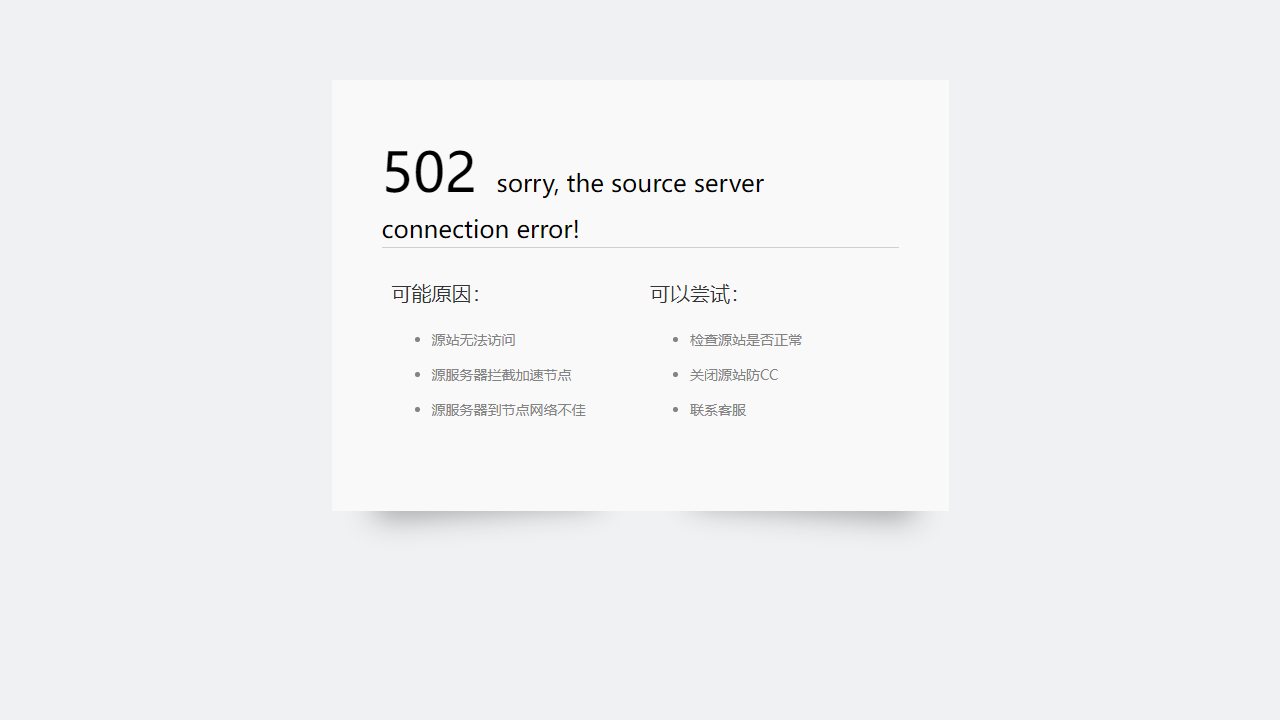 502 sorry, the source server
connection error!
可能原因：
源站无法访问
源服务器拦截加速节点
源服务器到节点网络不佳
可以尝试：
检查源站是否正常
关闭源站防CC
联系客服